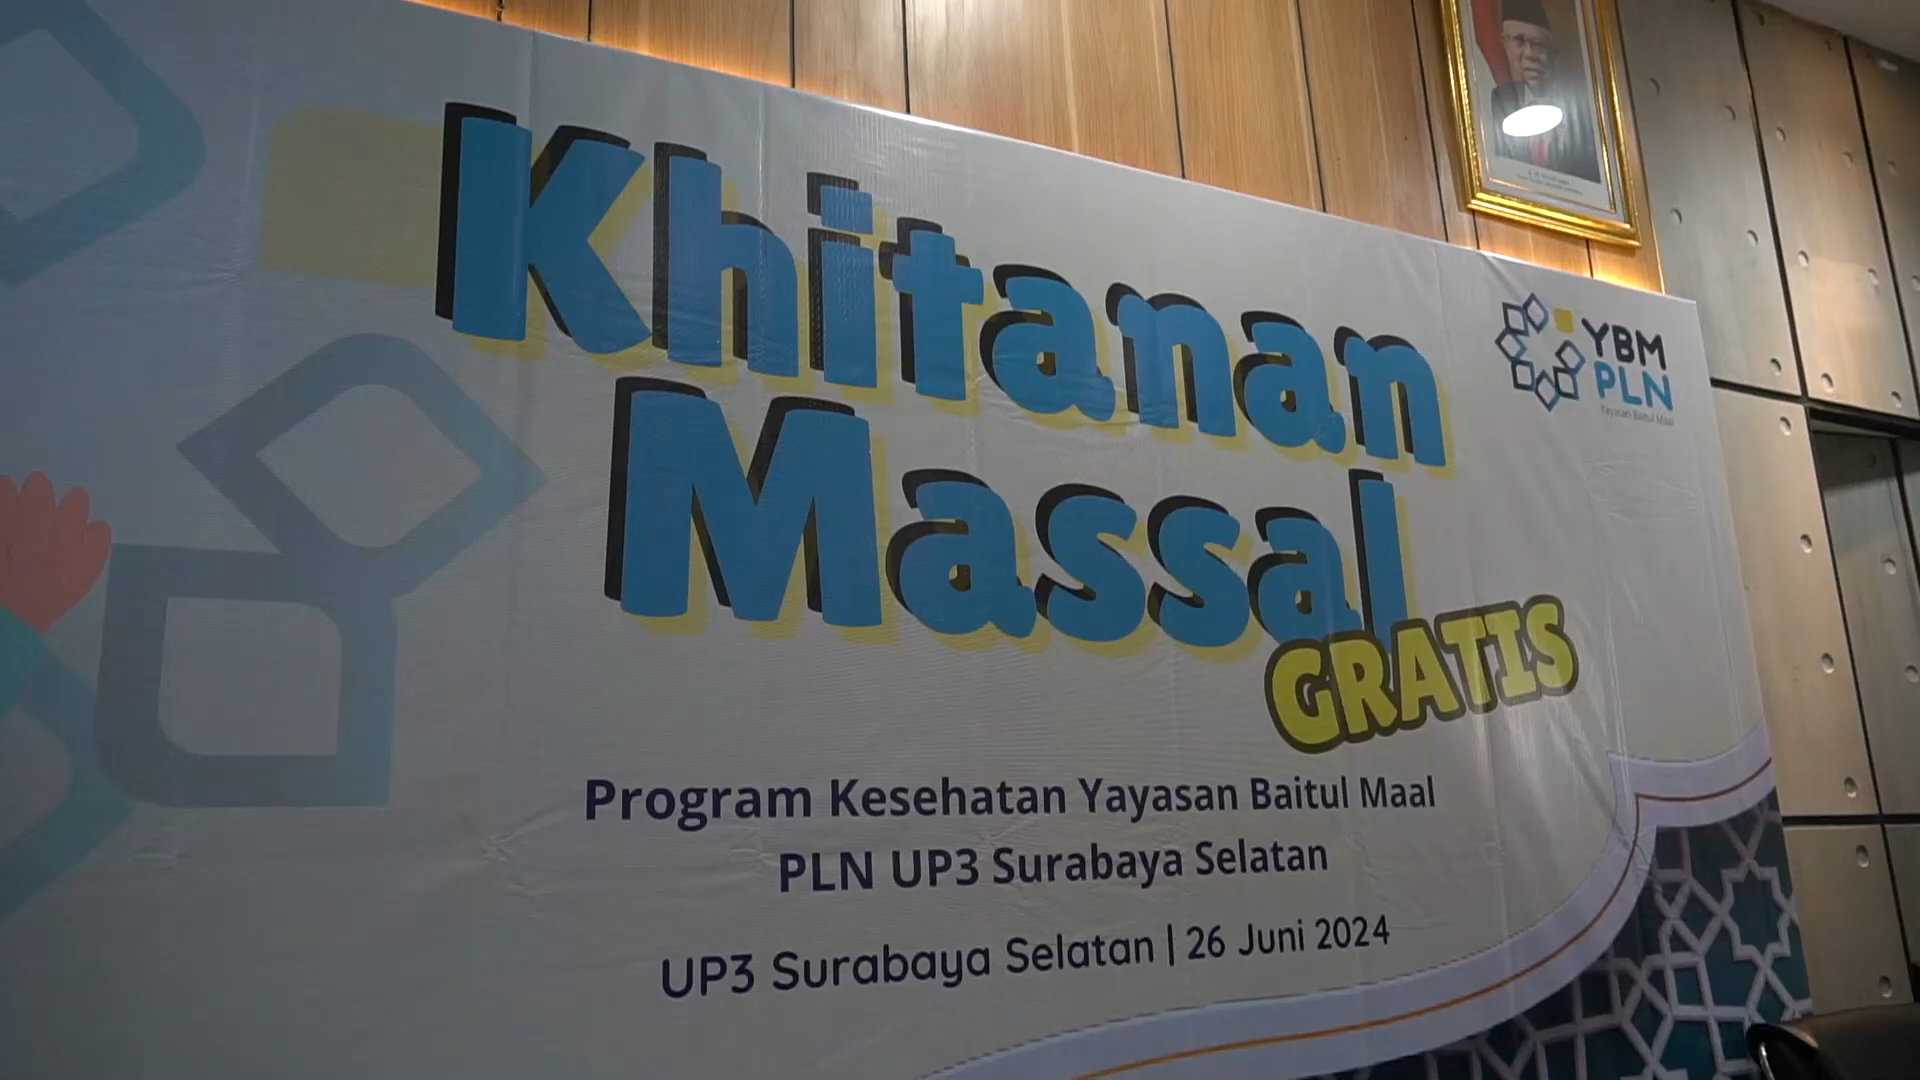 Khitanan
Massal
GRATIS
YBM
PLN
Yayasan Baitul Maal
Program Kesehatan Yayasan Baitul Maal
PLN UP3 Surabaya Selatan
UP3 Surabaya Selatan | 26 Juni 2024